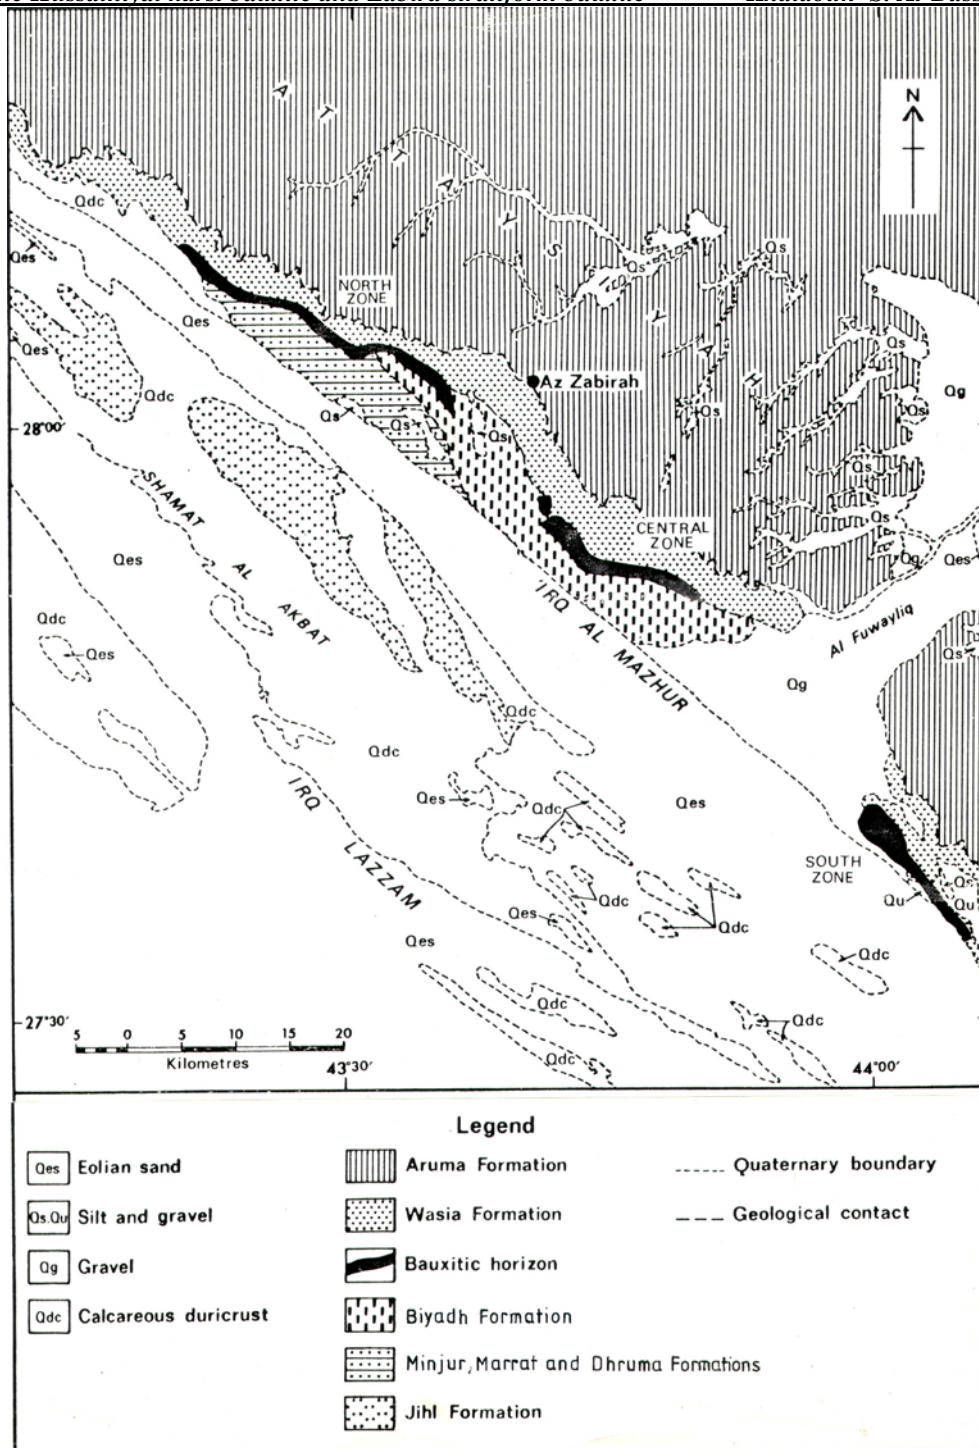 N
A T T A Y S I Y A H
Qdc
Qes
NORTH
ZONE
Qs
Qs
Qes
Qes
Qs
Qg
Az Zabirah
Qdc
Qs
Qs
Qs
Qs
Qs
28°00'
Qs
SHAMAT AL AKBAT
CENTRAL
ZONE
Qs
Qes
Qg
Qes
Qdc
IRQ AL MAZHUR
Al Fuwayliq
Qes
Qs
Qg
Qdc
Qdc
IRQ LAZZAM
Qes
Qdc
Qes
SOUTH
ZONE
Qs
Qdc
Qu
Qu
Qes
Qdc
Qes
Qdc
Qdc
Qdc
27°30'
5 0 5 10 15 20
Kilometres
Qdc
43°30'
44°00'
Legend
Qes Eolian sand
Qs.Qu Silt and gravel
Qg Gravel
Qdc Calcareous duricrust
Aruma Formation
Wasia Formation
Bauxitic horizon
Biyadh Formation
Minjur, Marrat and Dhruma Formations
Jihl Formation
Quaternary boundary
Geological contact